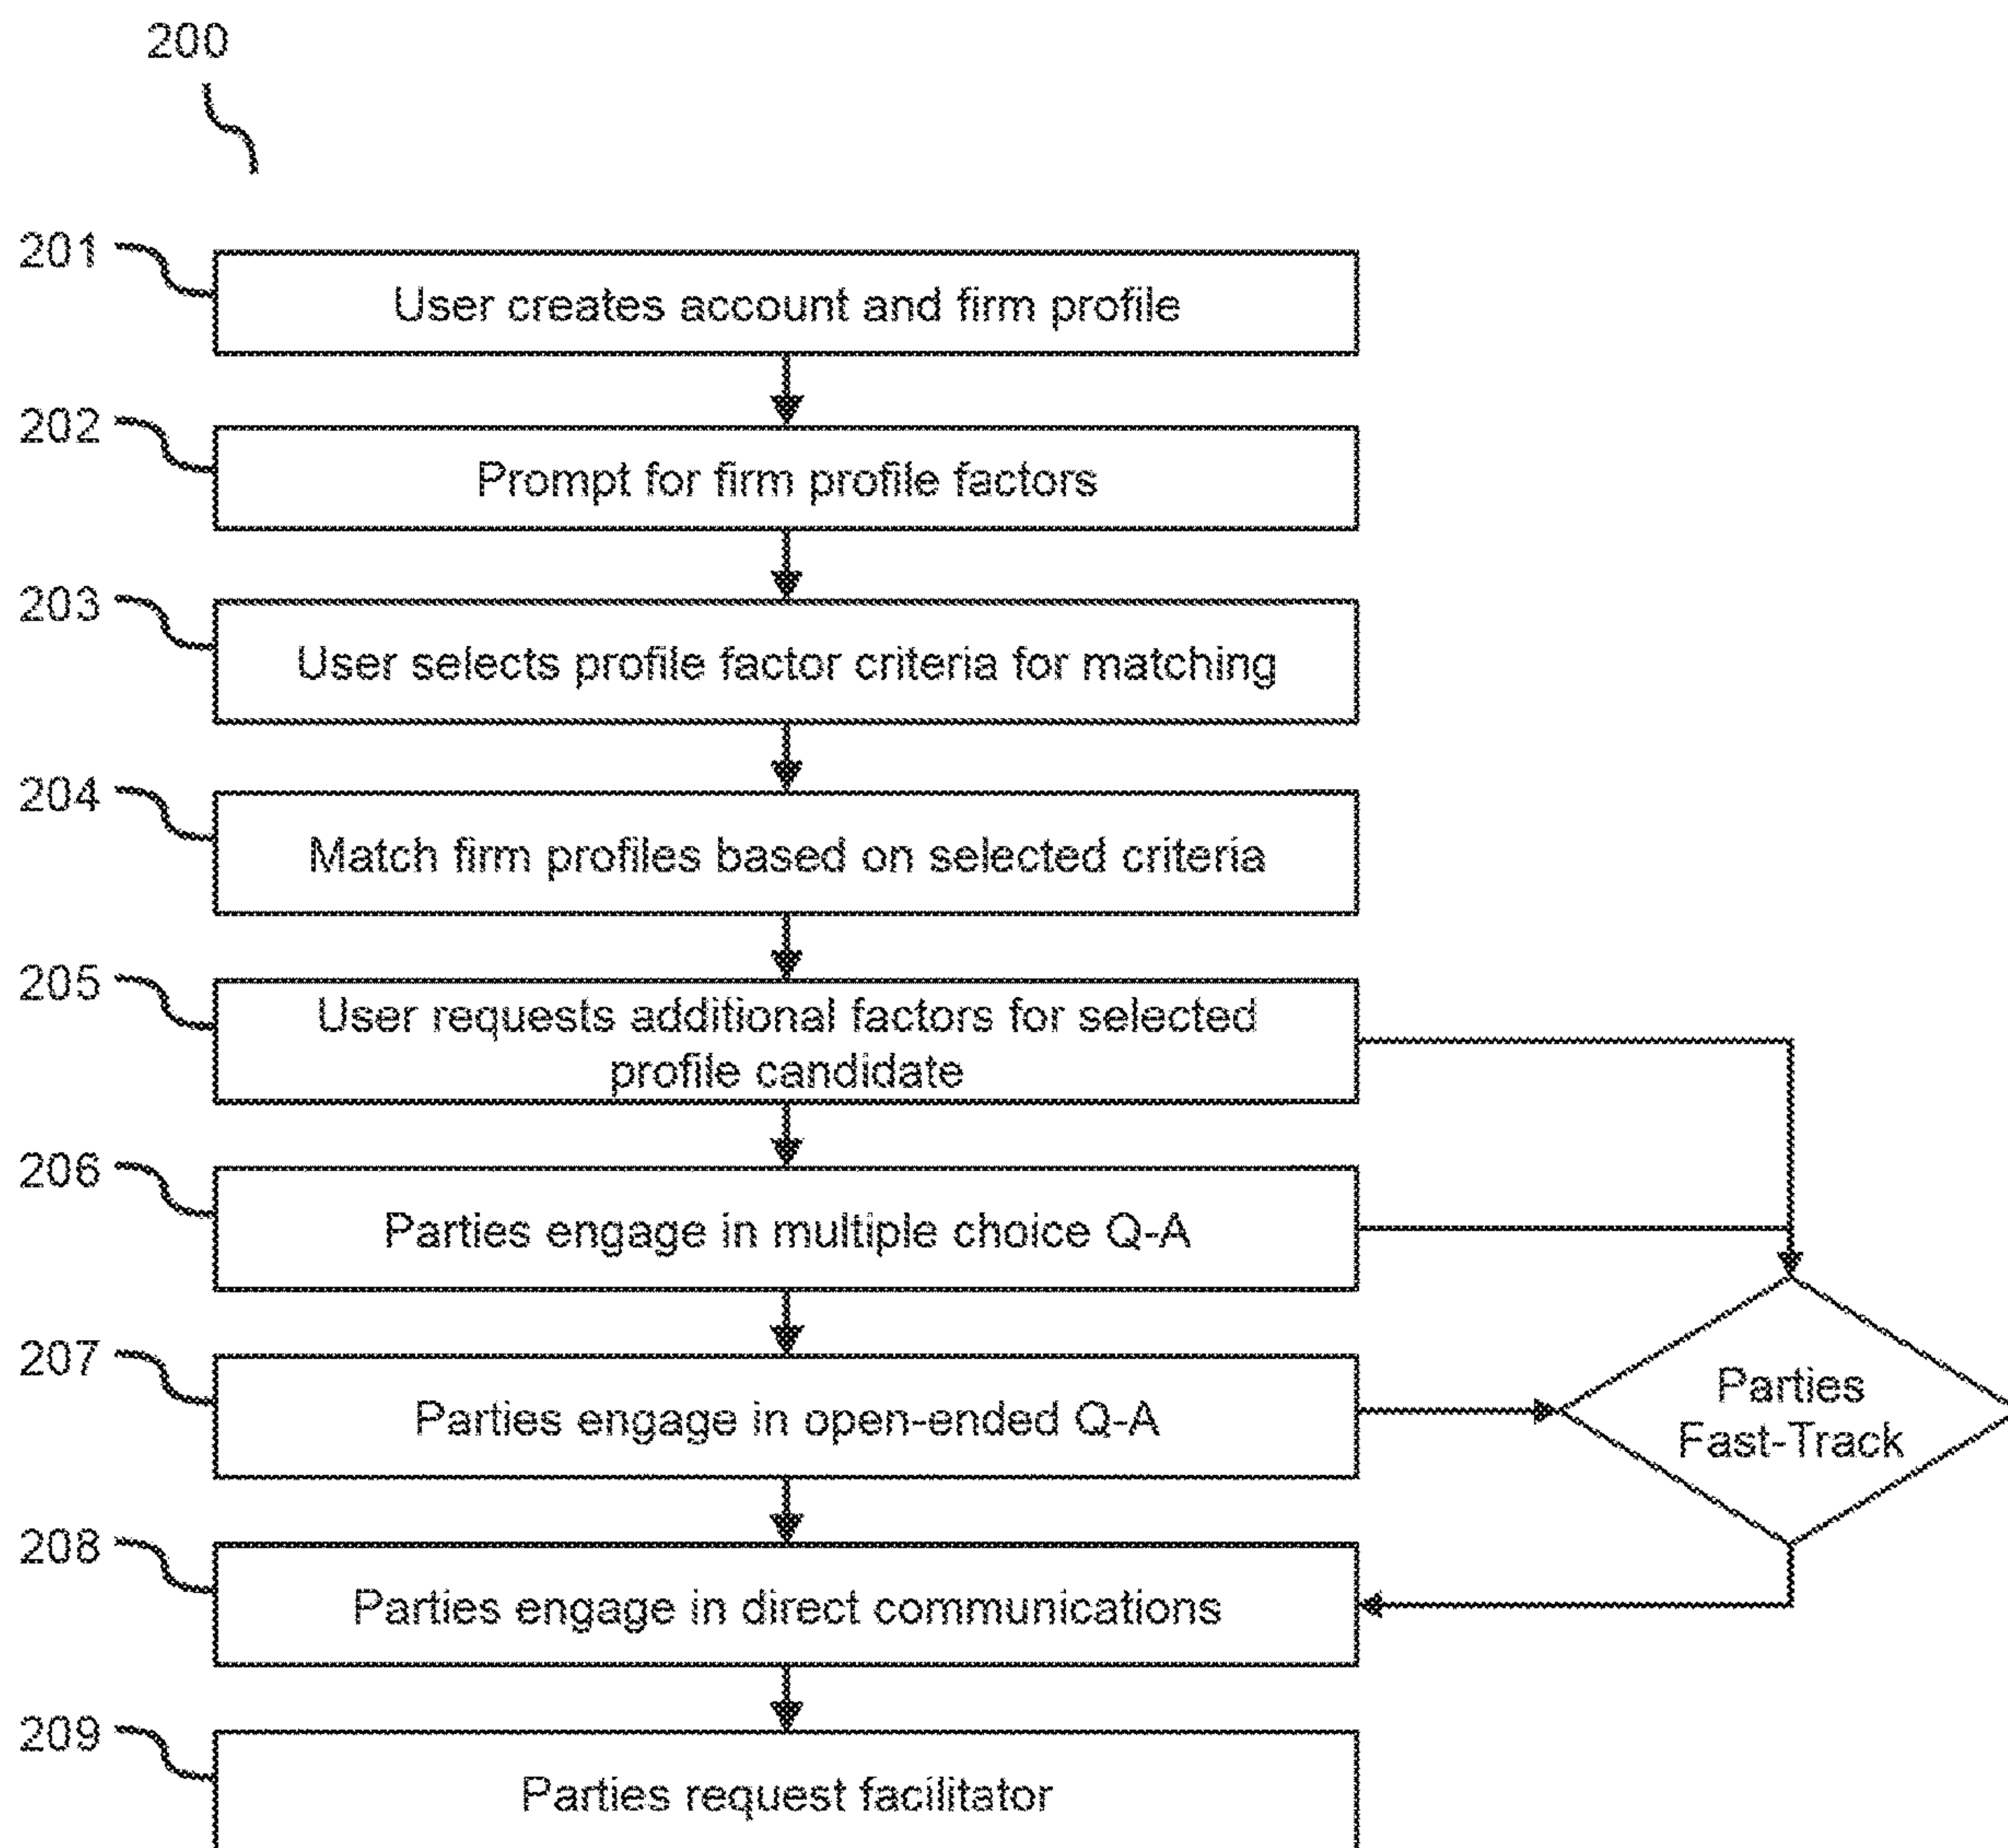 200
201
User creates account and firm profile
202
Prompt for firm profile factors
203
User selects profile factor criteria for matching
204
Match firm profiles based on selected criteria
205
User requests additional factors for selected
profile candidate
206
Parties engage in multiple choice Q-A
207
Parties engage in open-ended Q-A
Parties
Fast-Track
208
Parties engage in direct communications
209
Parties request facilitator